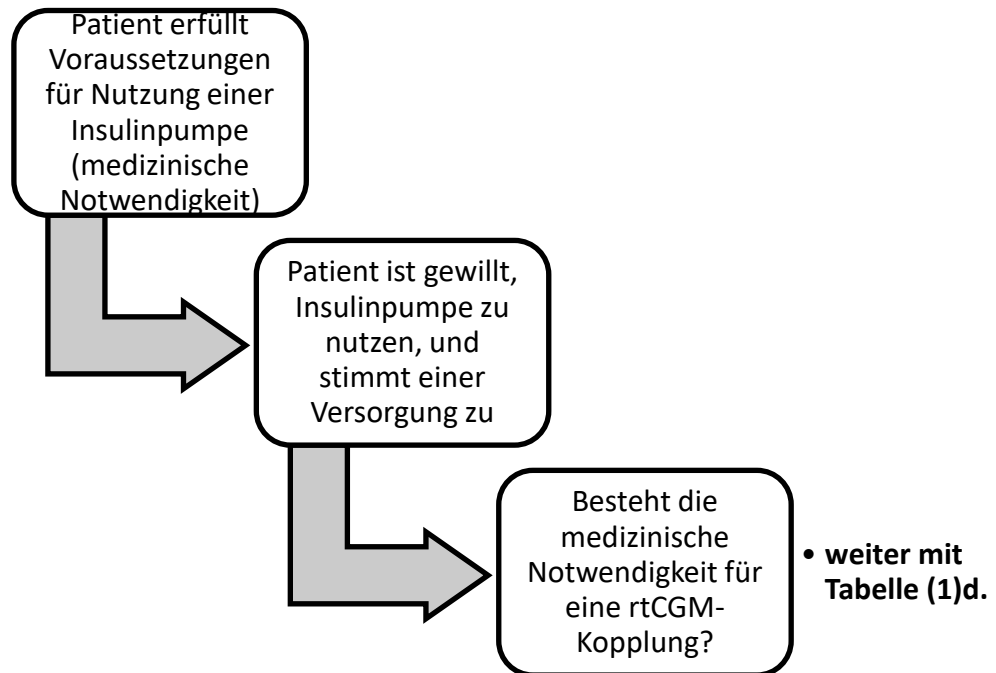 Patient erfüllt
Voraussetzungen
für Nutzung einer
Insulinpumpe
(medizinische
Notwendigkeit)
Patient ist gewillt,
Insulinpumpe zu
nutzen, und
stimmt einer
Versorgung zu
Besteht die
medizinische
Notwendigkeit für
eine rtCGM-
Kopplung?
• weiter mit
Tabelle (1)d.